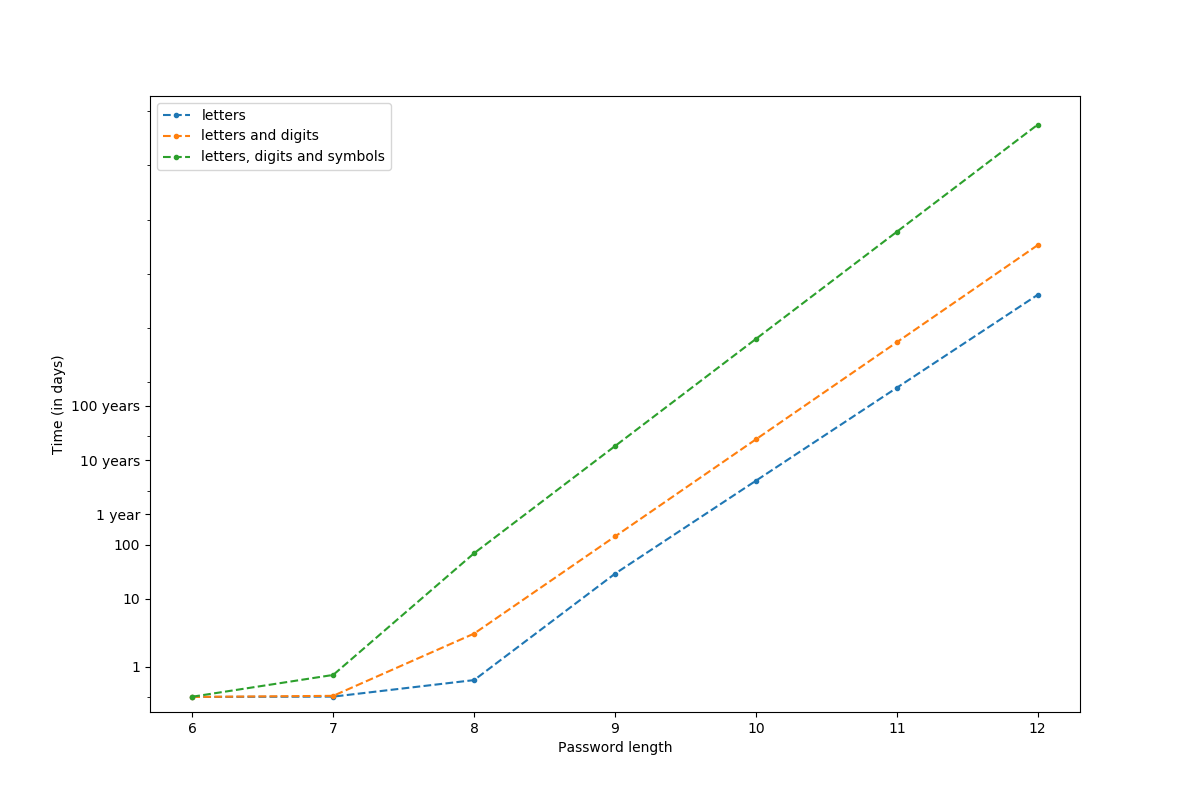 letters
letters and digits
letters, digits and symbols
Time (in days)
100 years
10 years
1 year
100
10
1
6 7 8 9 10 11 12
Password length